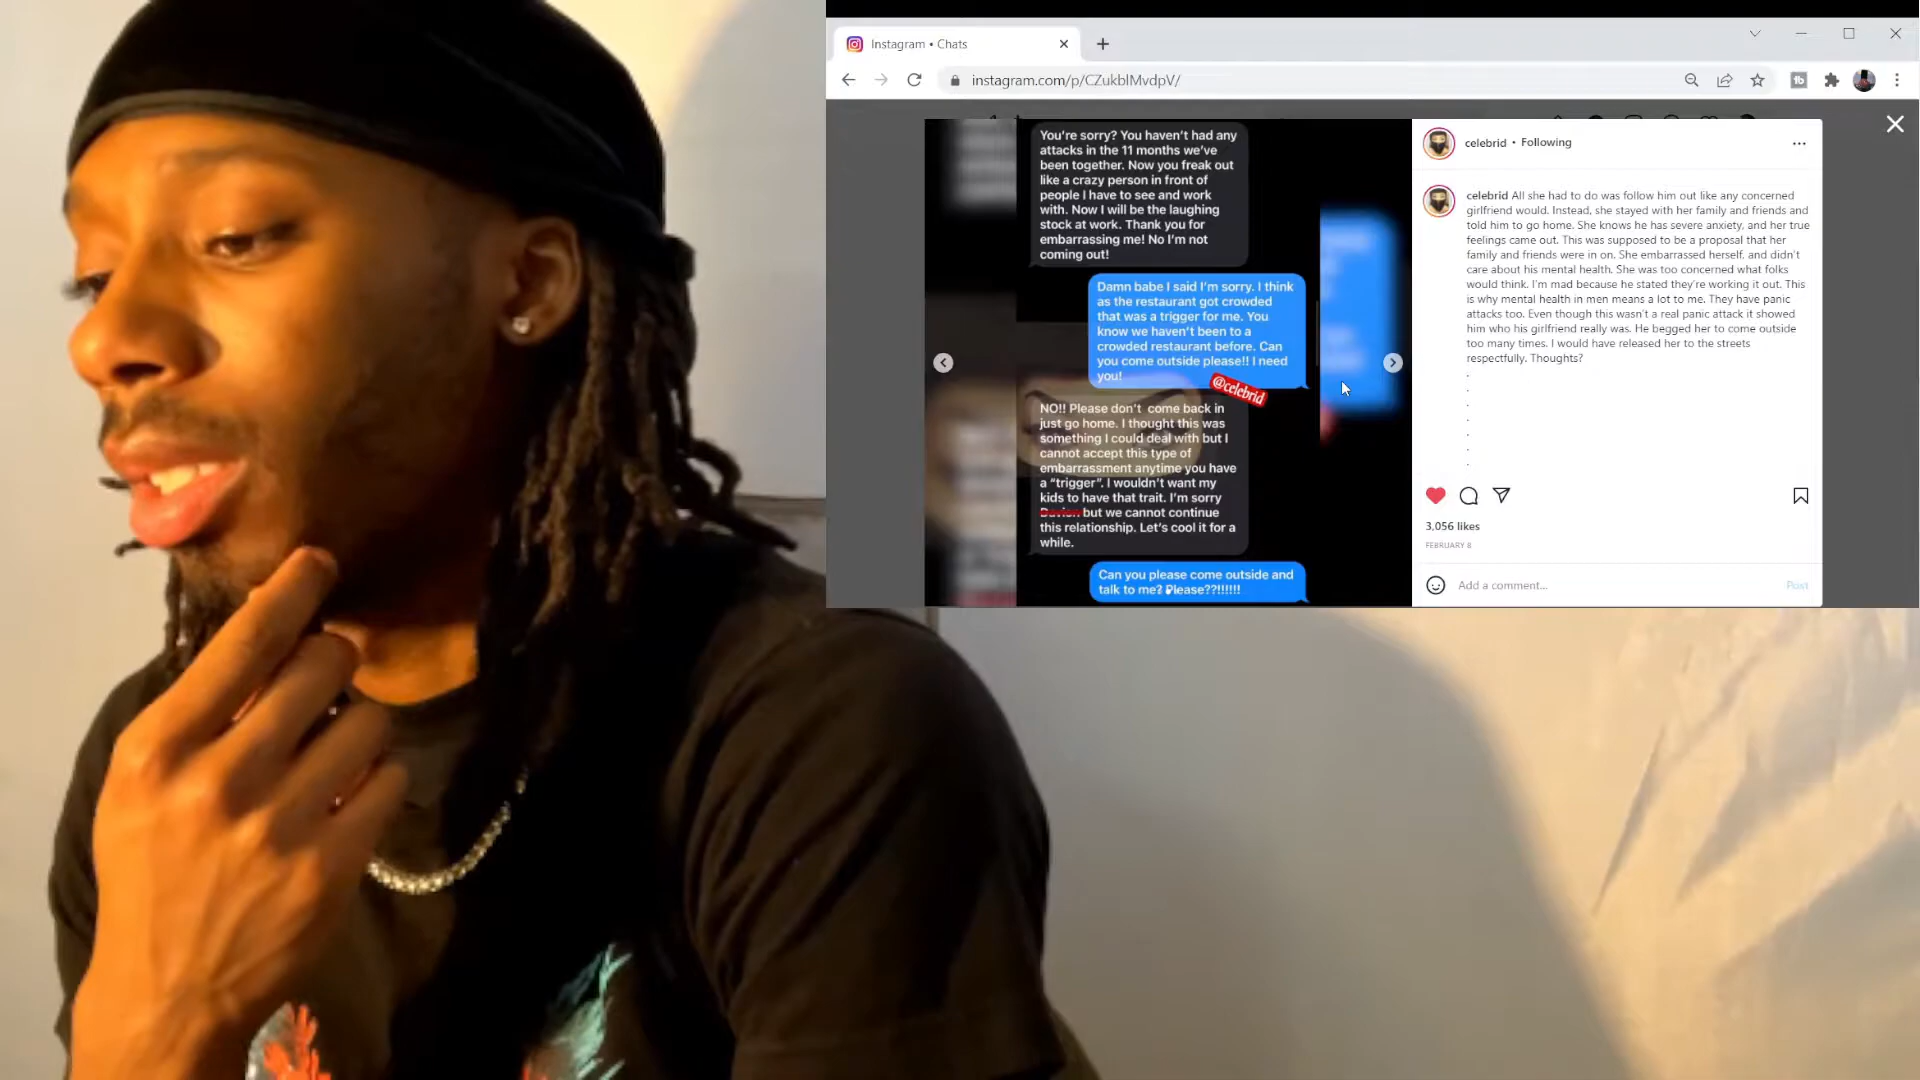 Instagram • Chats
instagram.com/p/CZukblMvdpV/
You're sorry? You haven't had any
attacks in the 11 months we've
been together. Now you freak out
like a crazy person in front of
people I have to see and work
with. Now I will be the laughing
stock at work. Thank you for
embarrassing me! No I'm not
coming out!
Damn babe I said I'm sorry. I think
as the restaurant got crowded
that was a trigger for me. You
know we haven't been to a
crowded restaurant before. Can
you come outside please!! I need
you!
@celebrid
NO!! Please don't come back in
just go home. I thought this was
something I could deal with but I
cannot accept this type of
embarrassment anytime you have
a “trigger”. I wouldn't want my
kids to have that trait. I'm sorry
but we cannot continue
this relationship. Let's cool it for a
while.
Can you please come outside and
talk to me? Please??!!!!!!
celebrid • Following
celebrid All she had to do was follow him out like any concerned
girlfriend would. Instead, she stayed with her family and friends and
told him to go home. She knows he has severe anxiety, and her true
feelings came out. This was supposed to be a proposal that her
family and friends were in on. She embarrassed herself, and didn't
care about his mental health. She was too concerned what folks
would think. I'm mad because he stated they're working it out. This
is why mental health in men means a lot to me. They have panic
attacks too. Even though this wasn't a real panic attack it showed
him who his girlfriend really was. He begged her to come outside
too many times. I would have released her to the streets
respectfully. Thoughts?
.
.
.
.
.
.
.
3,056 likes
FEBRUARY 8
Add a comment...
Post